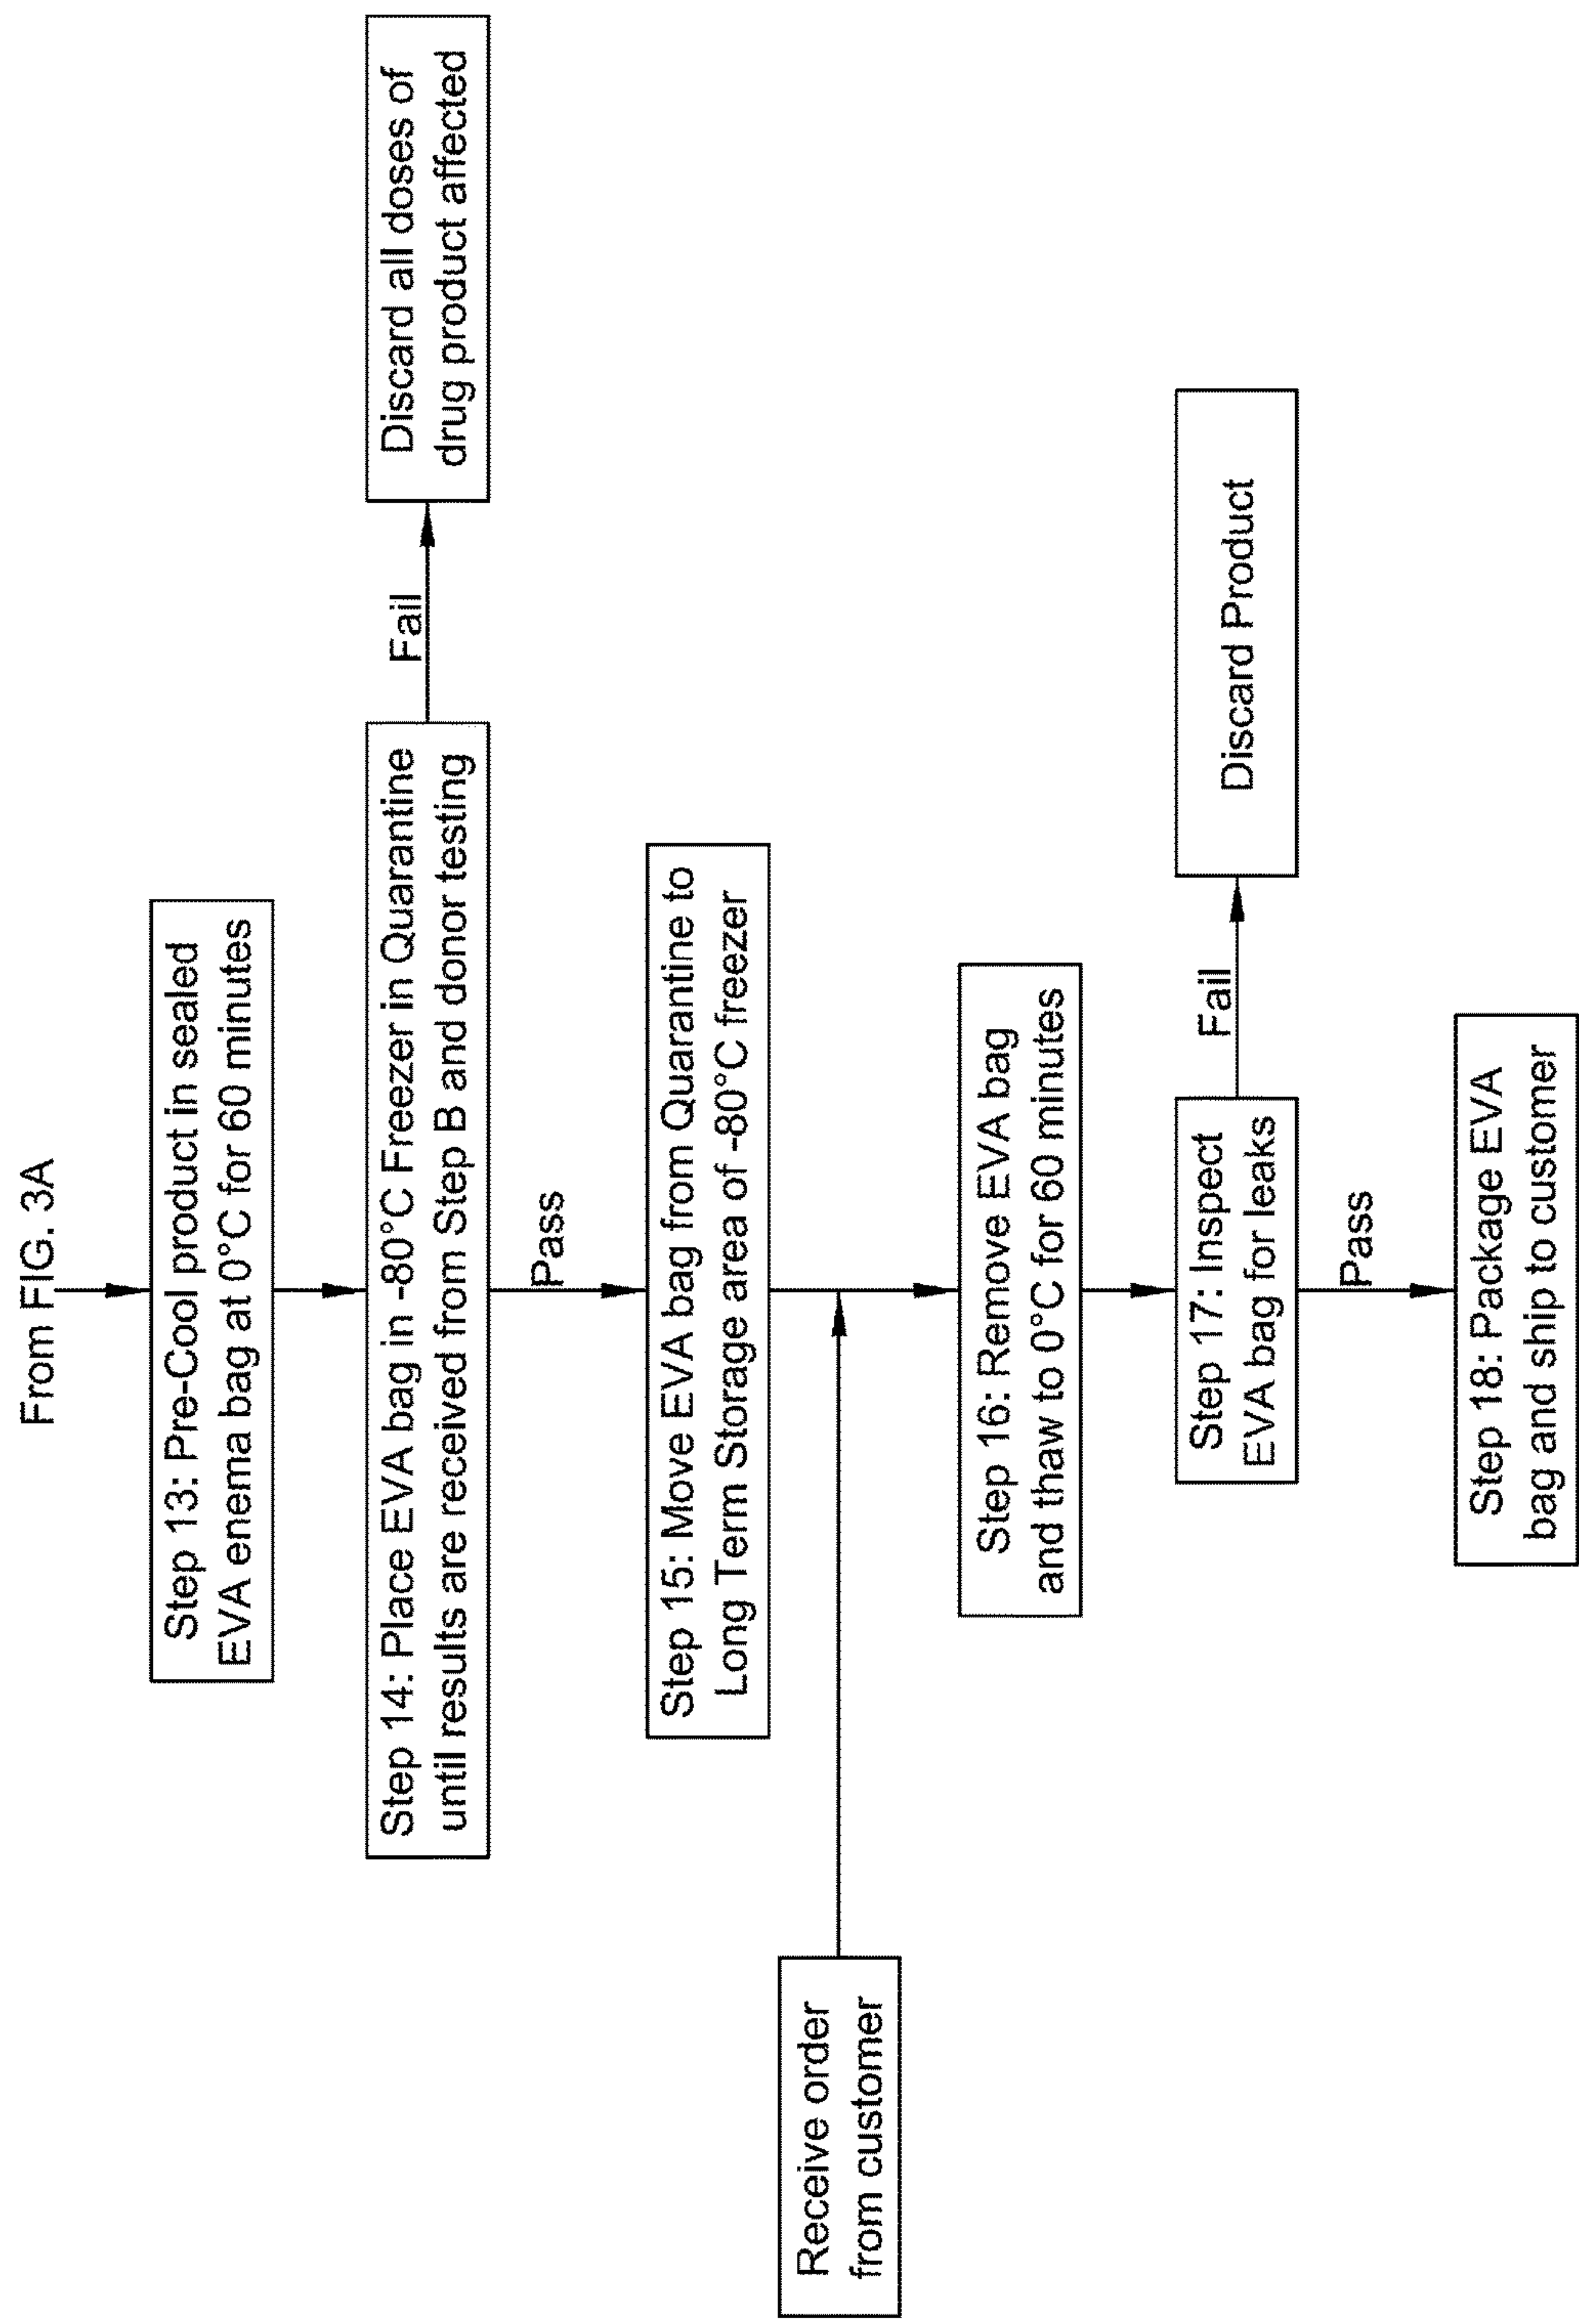 From FIG. 3A
Step 13: Pre-Cool product in sealed
EVA enema bag at 0°C for 60 minutes
Step 14: Place EVA bag in -80°C Freezer in Quarantine
until results are received from Step B and donor testing
Fail
Discard all doses of
drug product affected
Pass
Step 15: Move EVA bag from Quarantine to
Long Term Storage area of -80°C freezer
Receive order
from customer
Step 16: Remove EVA bag
and thaw to 0°C for 60 minutes
Step 17: Inspect
EVA bag for leaks
Fail
Discard Product
Pass
Step 18: Package EVA
bag and ship to customer